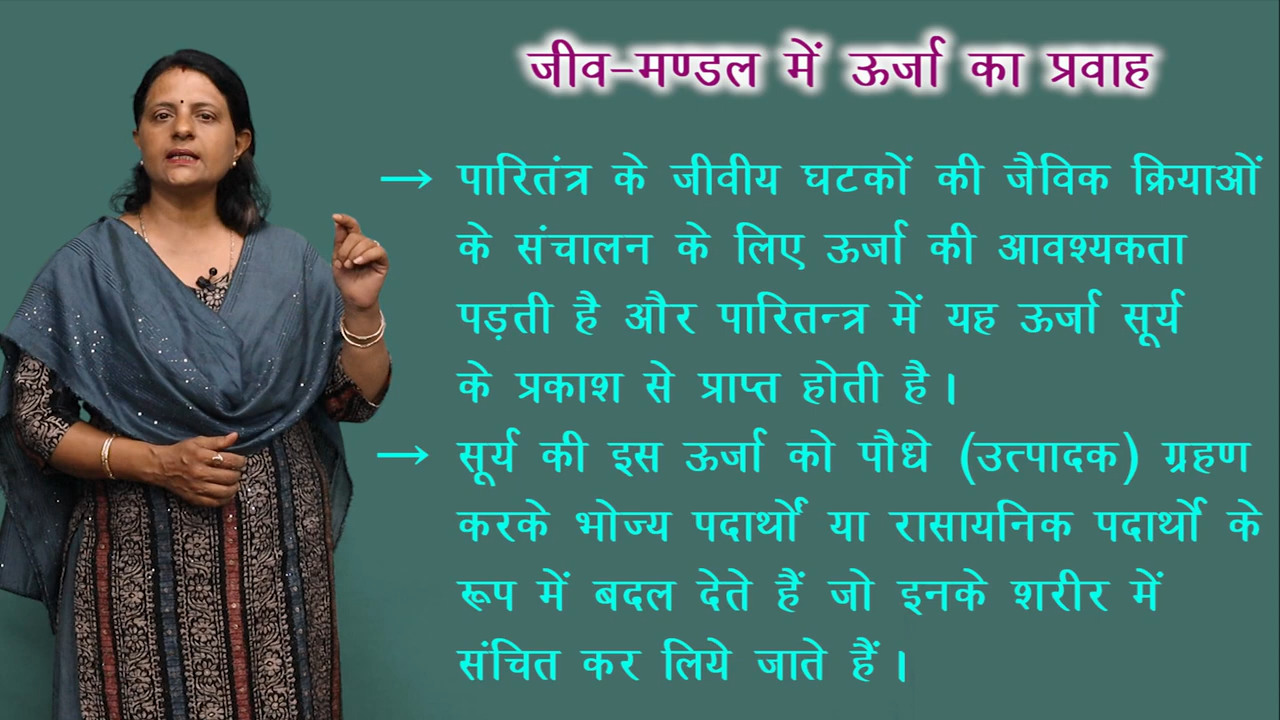 जीव-मण्डल में ऊर्जा का प्रवाह
→ पारितंत्र के जीवीय घटकों की जैविक क्रियाओं
के संचालन के लिए ऊर्जा की आवश्यकता
पड़ती है और पारितन्त्र में यह ऊर्जा सूर्य
के प्रकाश से प्राप्त होती है।
→ सूर्य की इस ऊर्जा को पौधे (उत्पादक) ग्रहण
करके भोज्य पदार्थों या रासायनिक पदार्थो के
रूप में बदल देते हैं जो इनके शरीर में
संचित कर लिये जाते हैं।